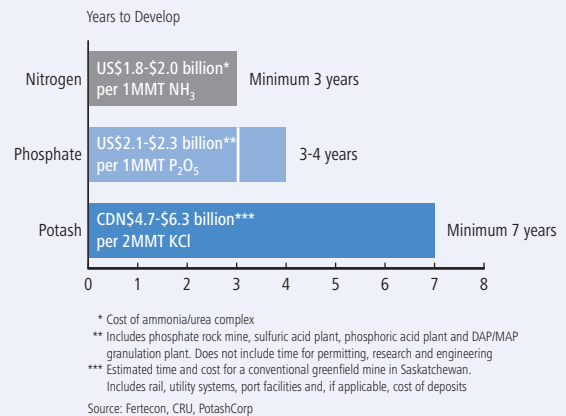 Years to Develop
Nitrogen
US$1.8-$2.0 billion*
per 1MMT NH₃
Minimum 3 years
Phosphate
US$2.1-$2.3 billion**
per 1MMT P₂O₅
3-4 years
Potash
CDN$4.7-$6.3 billion***
per 2MMT KCl
Minimum 7 years
0 1 2 3 4 5 6 7 8
* Cost of ammonia/urea complex
** Includes phosphate rock mine, sulfuric acid plant, phosphoric acid plant and DAP/MAP
granulation plant. Does not include time for permitting, research and engineering
*** Estimated time and cost for a conventional greenfield mine in Saskatchewan.
Includes rail, utility systems, port facilities and, if applicable, cost of deposits
Source: Fertecon, CRU, PotashCorp